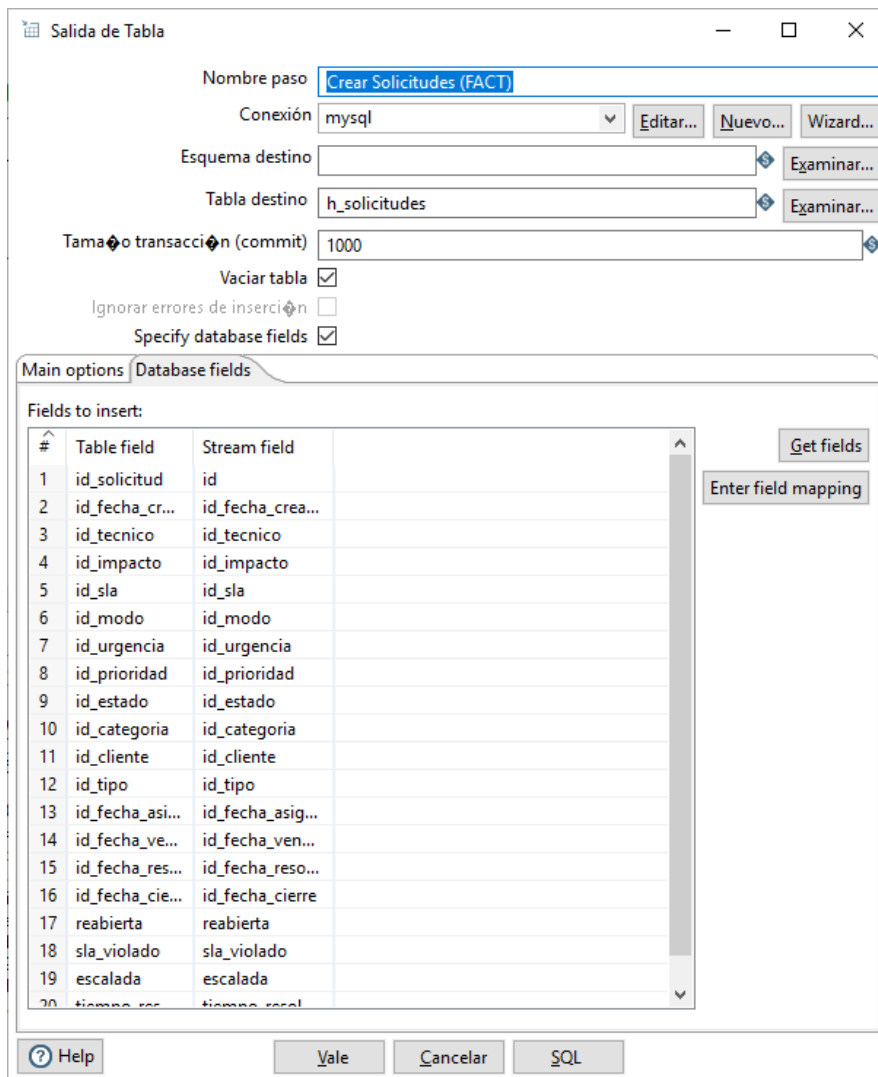 Salida de Tabla
Nombre paso Crear Solicitudes (FACT)
Conexión mysql Editar... Nuevo... Wizard...
Esquema destino Examinar...
Tabla destino h_solicitudes Examinar...
Tama�o transacci�n (commit) 1000
Vaciar tabla
Ignorar errores de inserci�n
Specify database fields
Main options Database fields
Fields to insert:
# Table field Stream field Get fields
1 id_solicitud id
Enter field mapping
2 id_fecha_cr... id_fecha_crea...
3 id_tecnico id_tecnico
4 id_impacto id_impacto
5 id_sla id_sla
6 id_modo id_modo
7 id_urgencia id_urgencia
8 id_prioridad id_prioridad
9 id_estado id_estado
10 id_categoria id_categoria
11 id_cliente id_cliente
12 id_tipo id_tipo
13 id_fecha_asi... id_fecha_asig...
14 id_fecha_ve... id_fecha_ven...
15 id_fecha_res... id_fecha_reso...
16 id_fecha_cie... id_fecha_cierre
17 reabierta reabierta
18 sla_violado sla_violado
19 escalada escalada
20 tiempo_res... tiempo_resol...
Help Vale Cancelar SQL